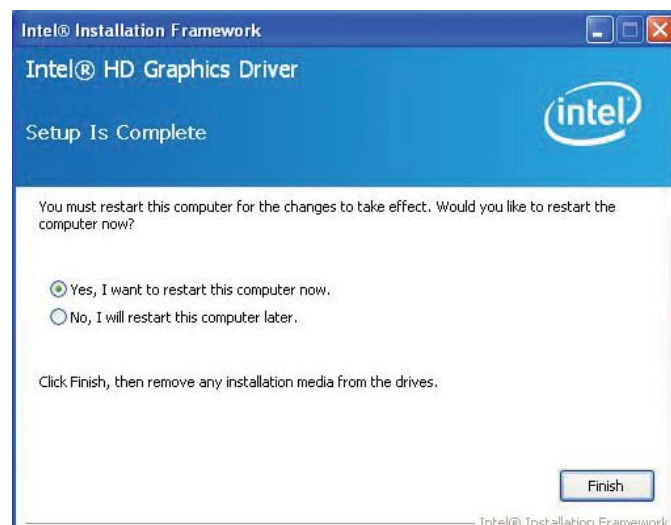 Intel® Installation Framework
Intel® HD Graphics Driver
Setup Is Complete
intel
You must restart this computer for the changes to take effect. Would you like to restart the
computer now?
Yes, I want to restart this computer now.
No, I will restart this computer later.
Click Finish, then remove any installation media from the drives.
Finish
Intel® Installation Framework